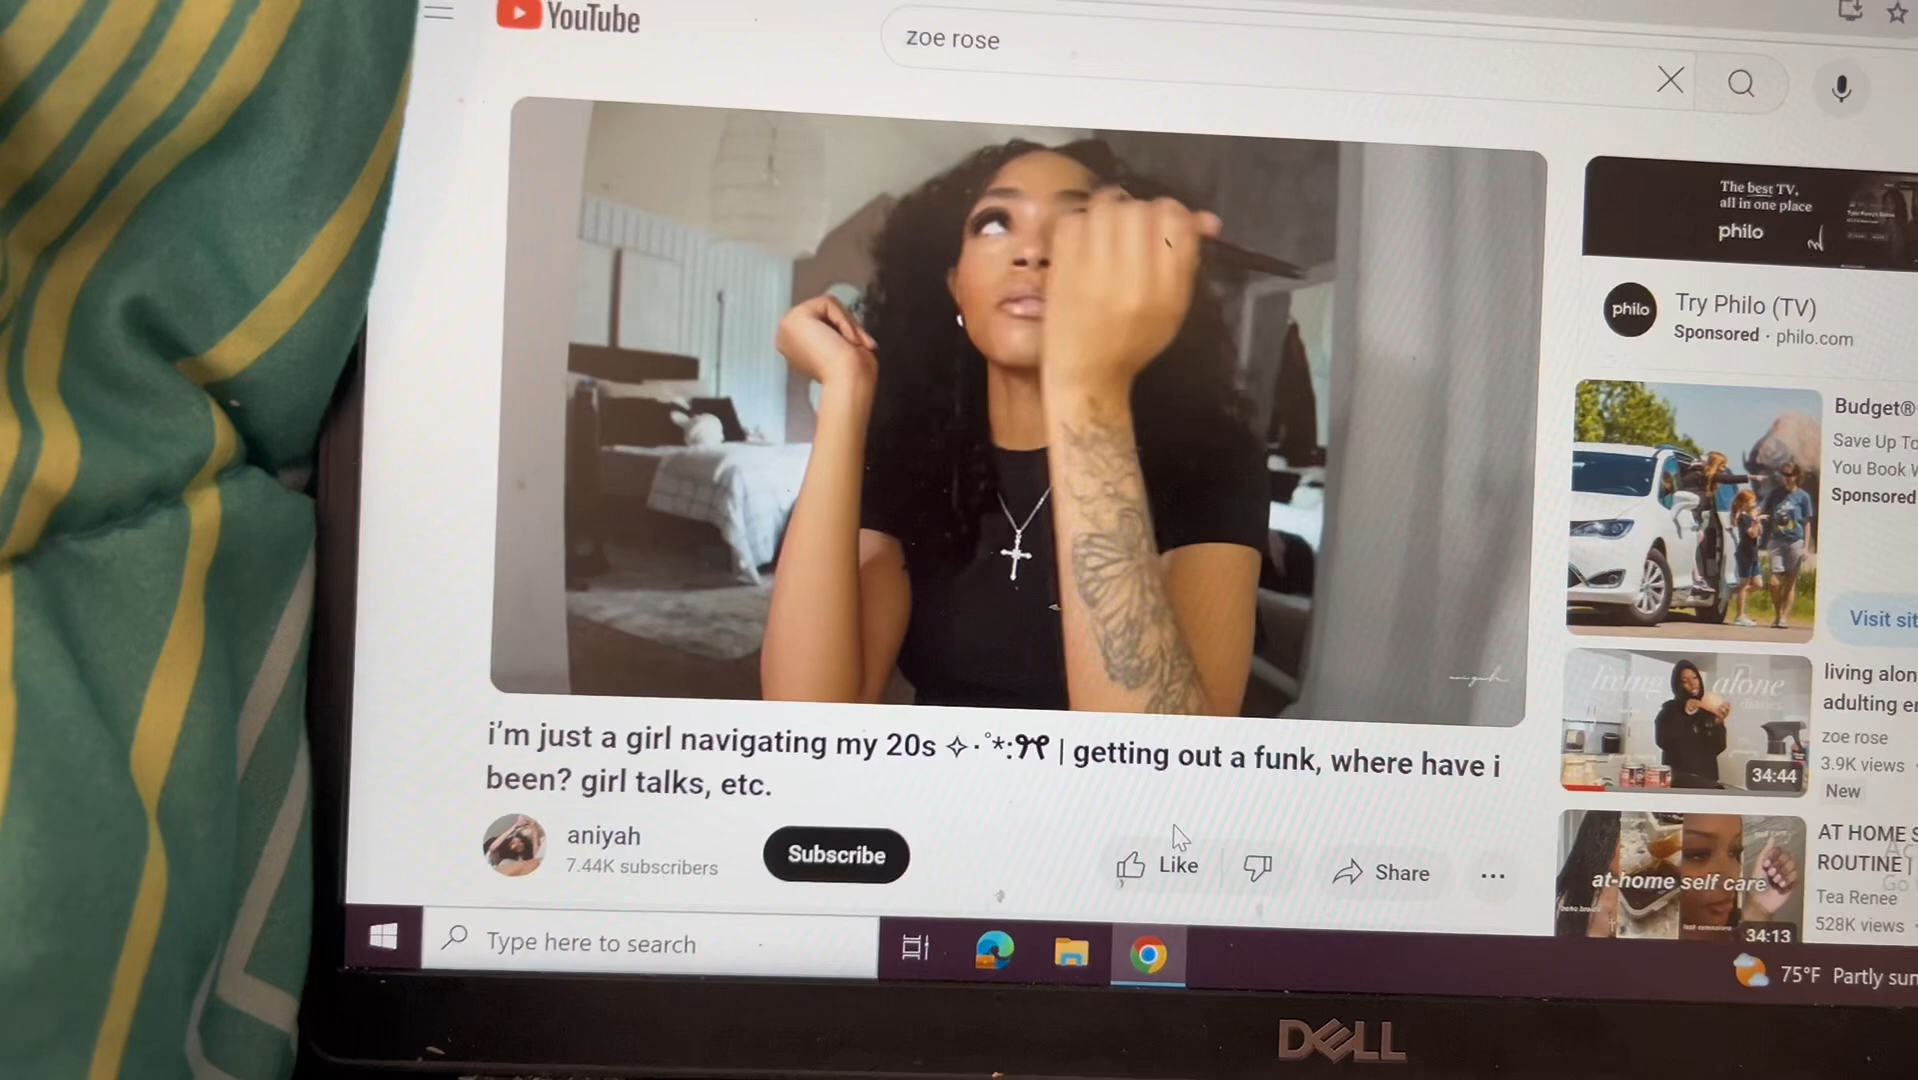 YouTube
zoe rose
The best TV,
all in one place
philo
philo
Try Philo (TV)
Sponsored · philo.com
Budget®
Save Up To
You Book
Sponsored
Visit
living alone
living
adulting
zoe rose
3.9K views
New
34:44
i'm just a girl navigating my 20s ✧･ﾟ*:୨୧ | getting out a funk, where have i
been? girl talks, etc.
aniyah
7.44K subscribers
Subscribe
Like
Share
...
AT HOME
ROUTINE |
at-home self care
Tea Renee
528K views
34:13
Type here to search
75°F Partly
DELL